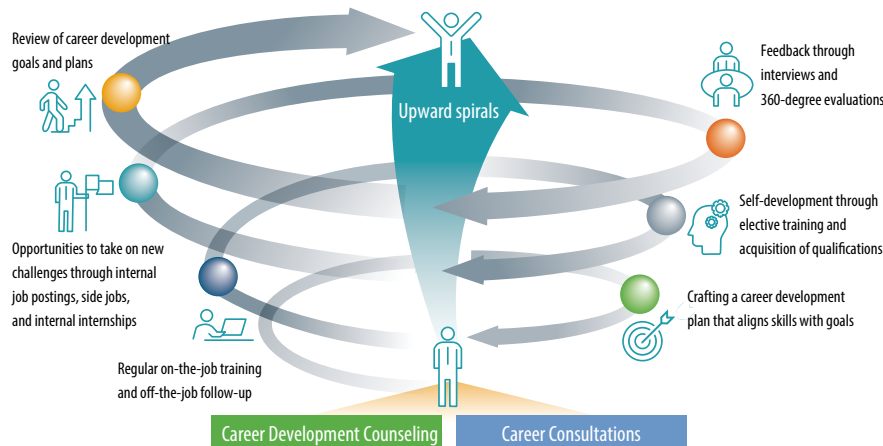 Review of career development
goals and plans
Upward spirals
Feedback through
interviews and
360-degree evaluations
Opportunities to take on new
challenges through internal
job postings, side jobs,
and internal internships
Self-development through
elective training and
acquisition of qualifications
Regular on-the-job training
and off-the-job follow-up
Crafting a career development
plan that aligns skills with goals
Career Development Counseling
Career Consultations